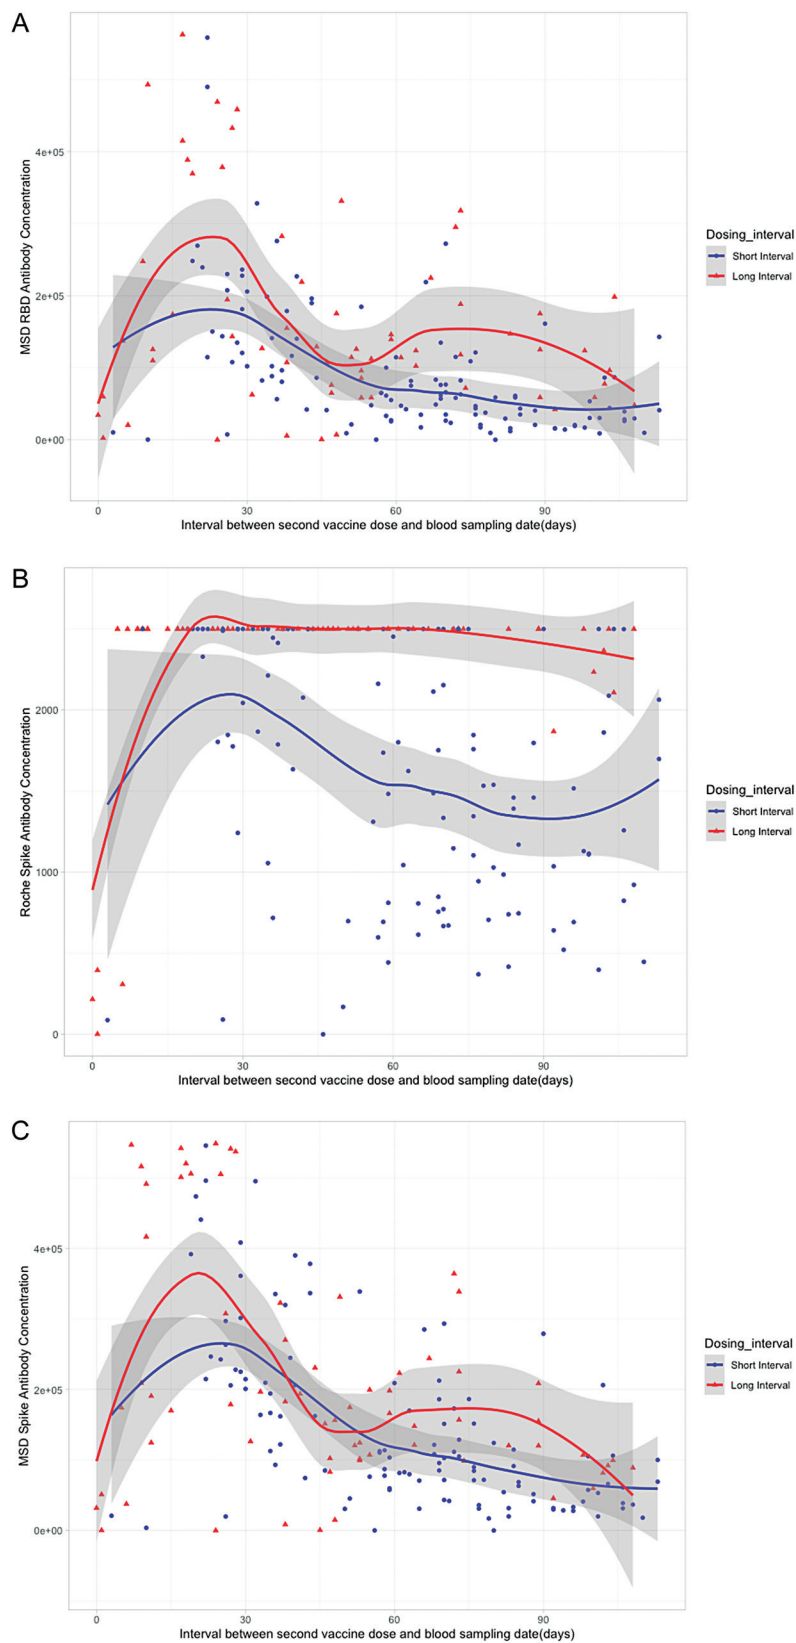 A
MSD RBD Antibody Concentration
4e+05
2e+05
0e+00
0
30
60
90
Interval between second vaccine dose and blood sampling date(days)
Dosing_interval
Short Interval
Long Interval
B
Roche Spike Antibody Concentration
2000
1000
0
0
30
60
90
Interval between second vaccine dose and blood sampling date(days)
Dosing_interval
Short Interval
Long Interval
C
MSD Spike Antibody Concentration
4e+05
2e+05
0e+00
0
30
60
90
Interval between second vaccine dose and blood sampling date(days)
Dosing_interval
Short Interval
Long Interval